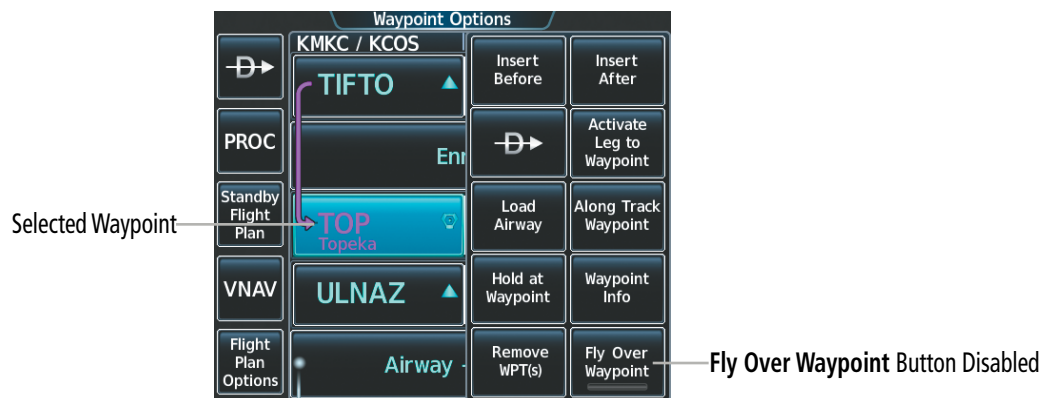 Waypoint Options
KMKC / KCOS
TIFTO
Enr
TOP
Topeka
ULNAZ
Airway -
D
PROC
Standby
Flight
Plan
VNAV
Flight
Plan
Options
Insert
Before
Insert
After
D
Activate
Leg to
Waypoint
Load
Airway
Along Track
Waypoint
Hold at
Waypoint
Waypoint
Info
Remove
WPT(s)
Fly Over
Waypoint
Selected Waypoint
Fly Over Waypoint Button Disabled